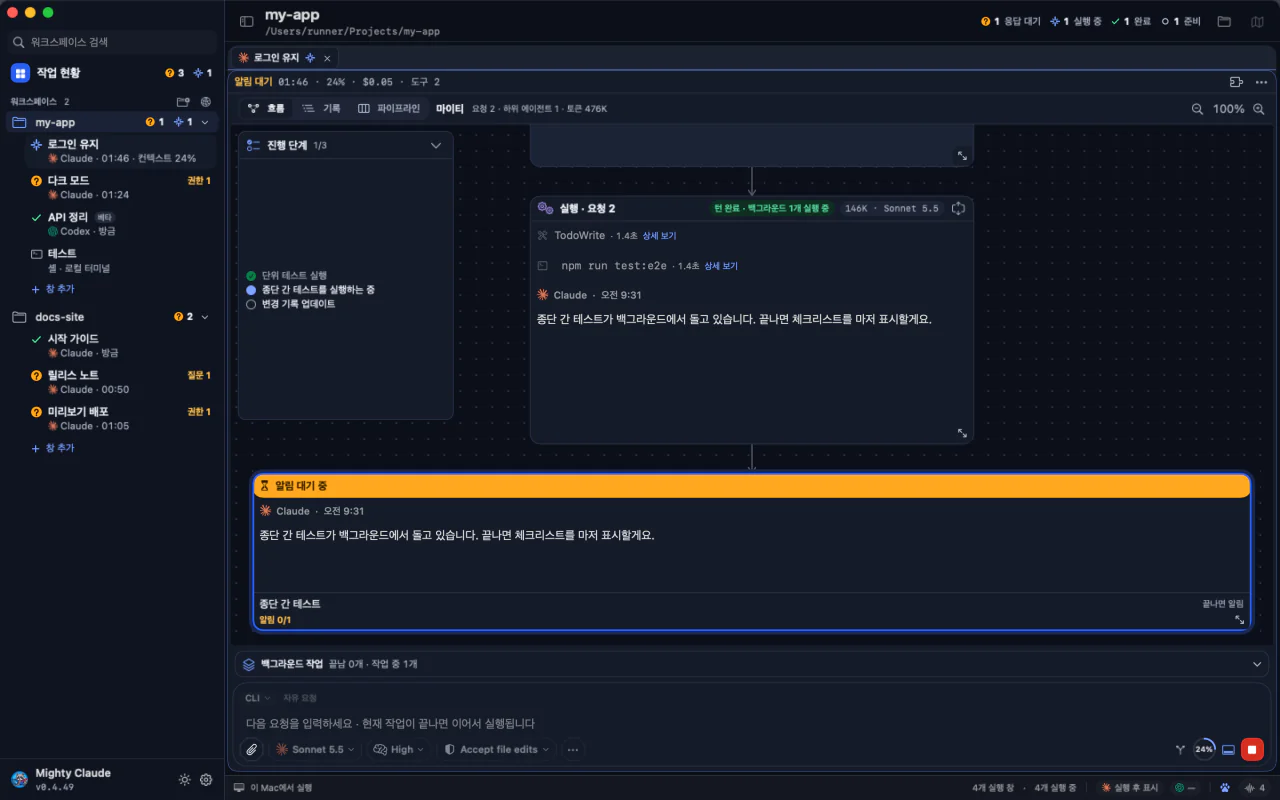 워크스페이스 검색
작업 현황 3 1
워크스페이스 2
my-app 1 1
로그인 유지
Claude · 01:46 · 컨텍스트 24%
다크 모드 권한 1
Claude · 01:24
API 정리 베타
Codex · 방금
테스트
셸 · 로컬 터미널
+ 창 추가
docs-site 2
시작 가이드
Claude · 방금
릴리스 노트 질문 1
Claude · 00:50
미리보기 배포 권한 1
Claude · 01:05
+ 창 추가
Mighty Claude
v0.4.49
my-app
/Users/runner/Projects/my-app
1 응답 대기 1 실행 중 1 완료 1 준비
로그인 유지 ×
알림 대기 01:46 · 24% · $0.05 · 도구 2
흐름 기록 파이프라인 마이티 요청 2 · 하위 에이전트 1 · 토큰 476K
100%
진행 단계 1/3
단위 테스트 실행
종단 간 테스트를 실행하는 중
변경 기록 업데이트
실행 · 요청 2 턴 완료 · 백그라운드 1개 실행 중 146K · Sonnet 5.5
TodoWrite · 1.4초 상세 보기
npm run test:e2e · 1.4초 상세 보기
Claude · 오전 9:31
종단 간 테스트가 백그라운드에서 돌고 있습니다. 끝나면 체크리스트를 마저 표시할게요.
알림 대기 중
Claude · 오전 9:31
종단 간 테스트가 백그라운드에서 돌고 있습니다. 끝나면 체크리스트를 마저 표시할게요.
종단 간 테스트 끝나면 알림
알림 0/1
백그라운드 작업 끝남 0개 · 작업 중 1개
CLI 자유 요청
다음 요청을 입력하세요 · 현재 작업이 끝나면 이어서 실행됩니다
Sonnet 5.5 High Accept file edits ··· 24%
이 Mac에서 실행 4개 실행 창 · 4개 실행 중 실행 후 표시 — 4